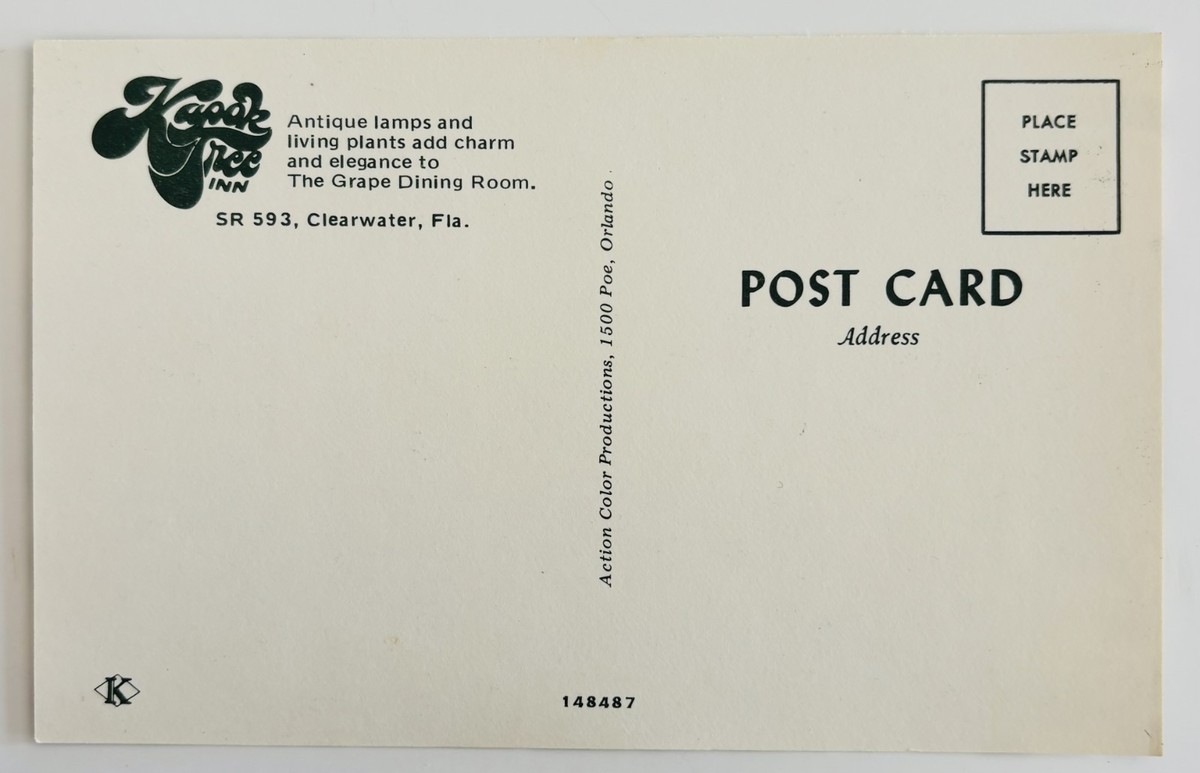 Kapok
Tree
INN
Antique lamps and
living plants add charm
and elegance to
The Grape Dining Room.
SR 593, Clearwater, Fla.
Action Color Productions, 1500 Poe, Orlando
PLACE
STAMP
HERE
POST CARD
Address
K
148487